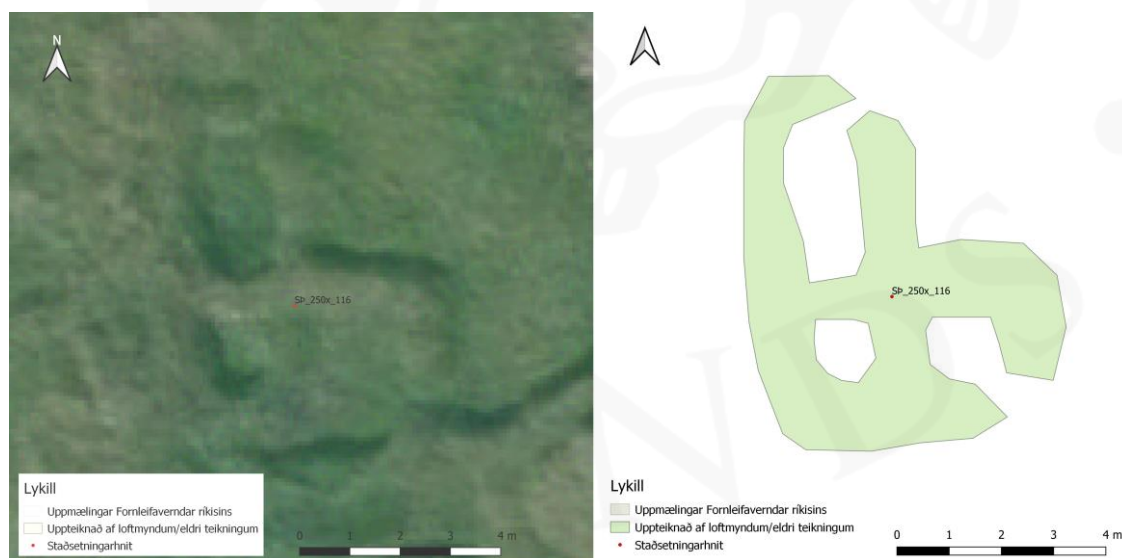 N
SÞ_250x_116
Lykill
Uppmælingar Fornleifaverndar ríkisins
Uppteiknað af loftmyndum/eldri teikningum
Staðsetningarhnit
0 1 2 3 4 m
SÞ_250x_116
Lykill
Uppmælingar Fornleifaverndar ríkisins
Uppteiknað af loftmyndum/eldri teikningum
Staðsetningarhnit
0 1 2 3 4 m
NDS